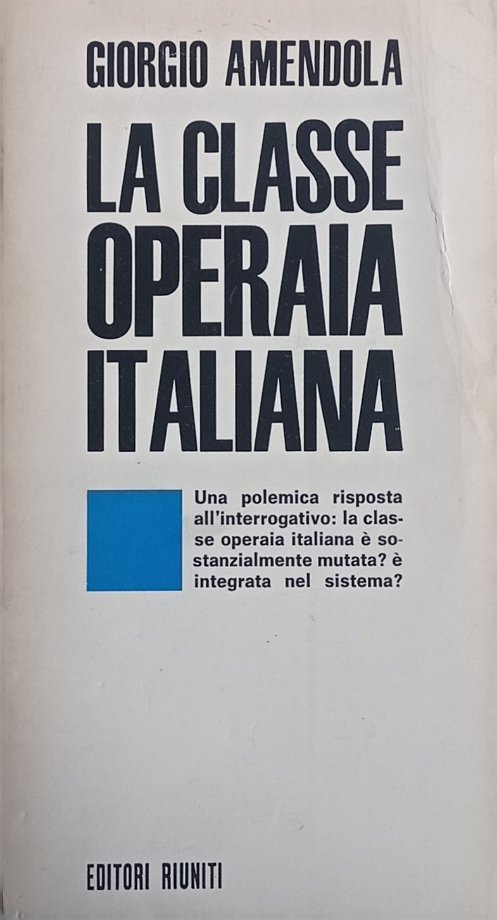 GIORGIO AMENDOLA
LA CLASSE
OPERAIA
ITALIANA
Una polemica risposta
all'interrogativo: la clas-
se operaia italiana è so-
stanzialmente mutata? è
integrata nel sistema?
EDITORI RIUNITI